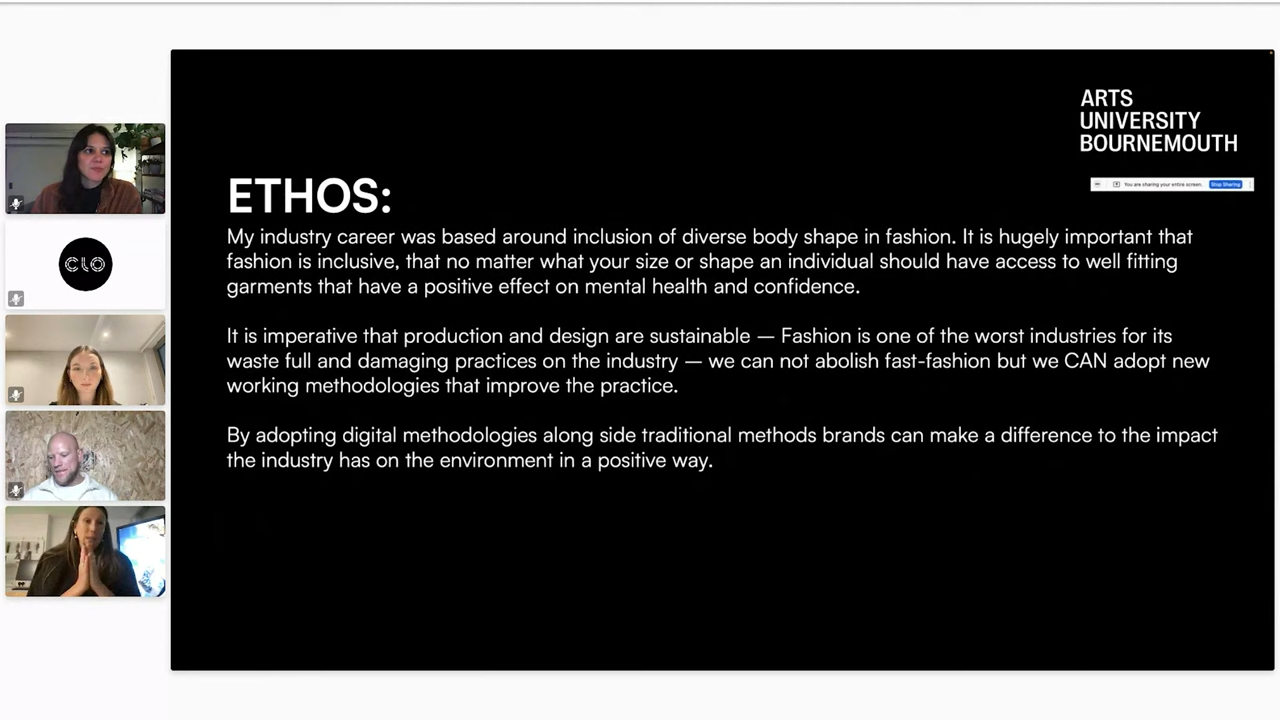 ARTS
UNIVERSITY
BOURNEMOUTH
You are sharing your entire screen.
Stop Sharing
CLO
ETHOS:
My industry career was based around inclusion of diverse body shape in fashion. It is hugely important that
fashion is inclusive, that no matter what your size or shape an individual should have access to well fitting
garments that have a positive effect on mental health and confidence.
It is imperative that production and design are sustainable — Fashion is one of the worst industries for its
waste full and damaging practices on the industry — we can not abolish fast-fashion but we CAN adopt new
working methodologies that improve the practice.
By adopting digital methodologies along side traditional methods brands can make a difference to the impact
the industry has on the environment in a positive way.